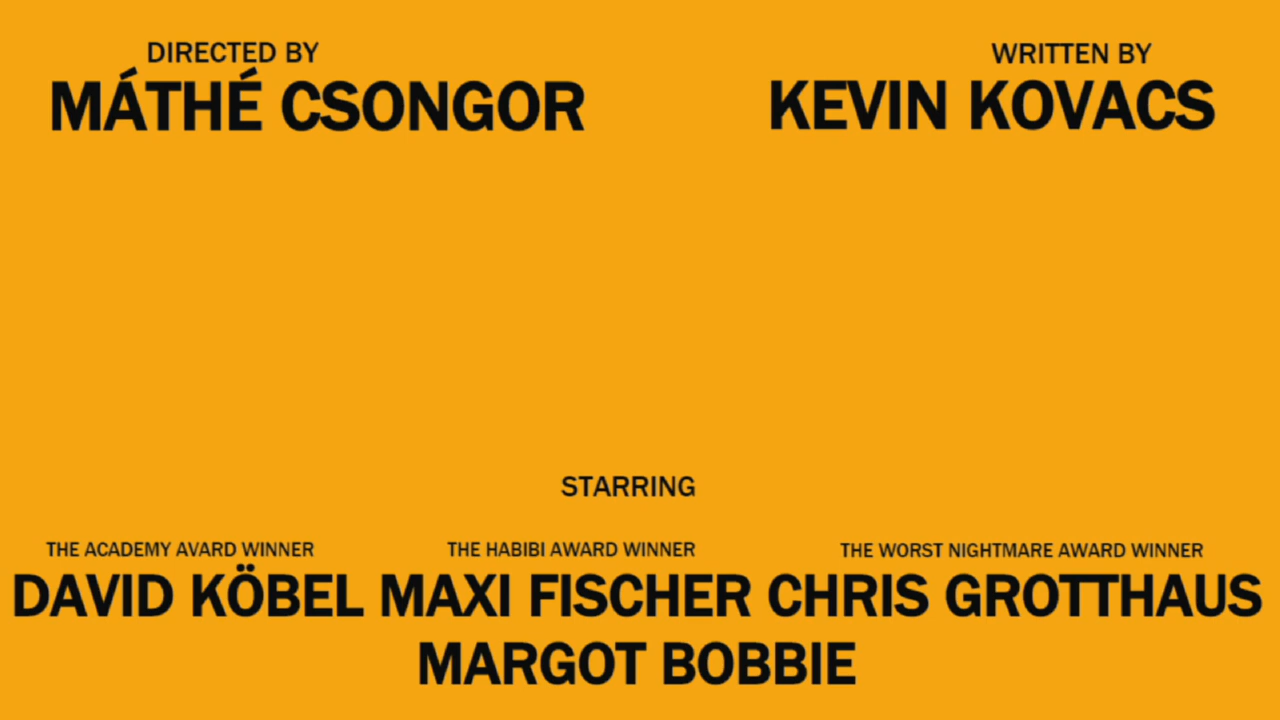 DIRECTED BY
MÁTHÉ CSONGOR
WRITTEN BY
KEVIN KOVACS
STARRING
THE ACADEMY AVARD WINNER
DAVID KÖBEL
THE HABIBI AWARD WINNER
MAXI FISCHER
THE WORST NIGHTMARE AWARD WINNER
CHRIS GROTTHAUS
MARGOT BOBBIE